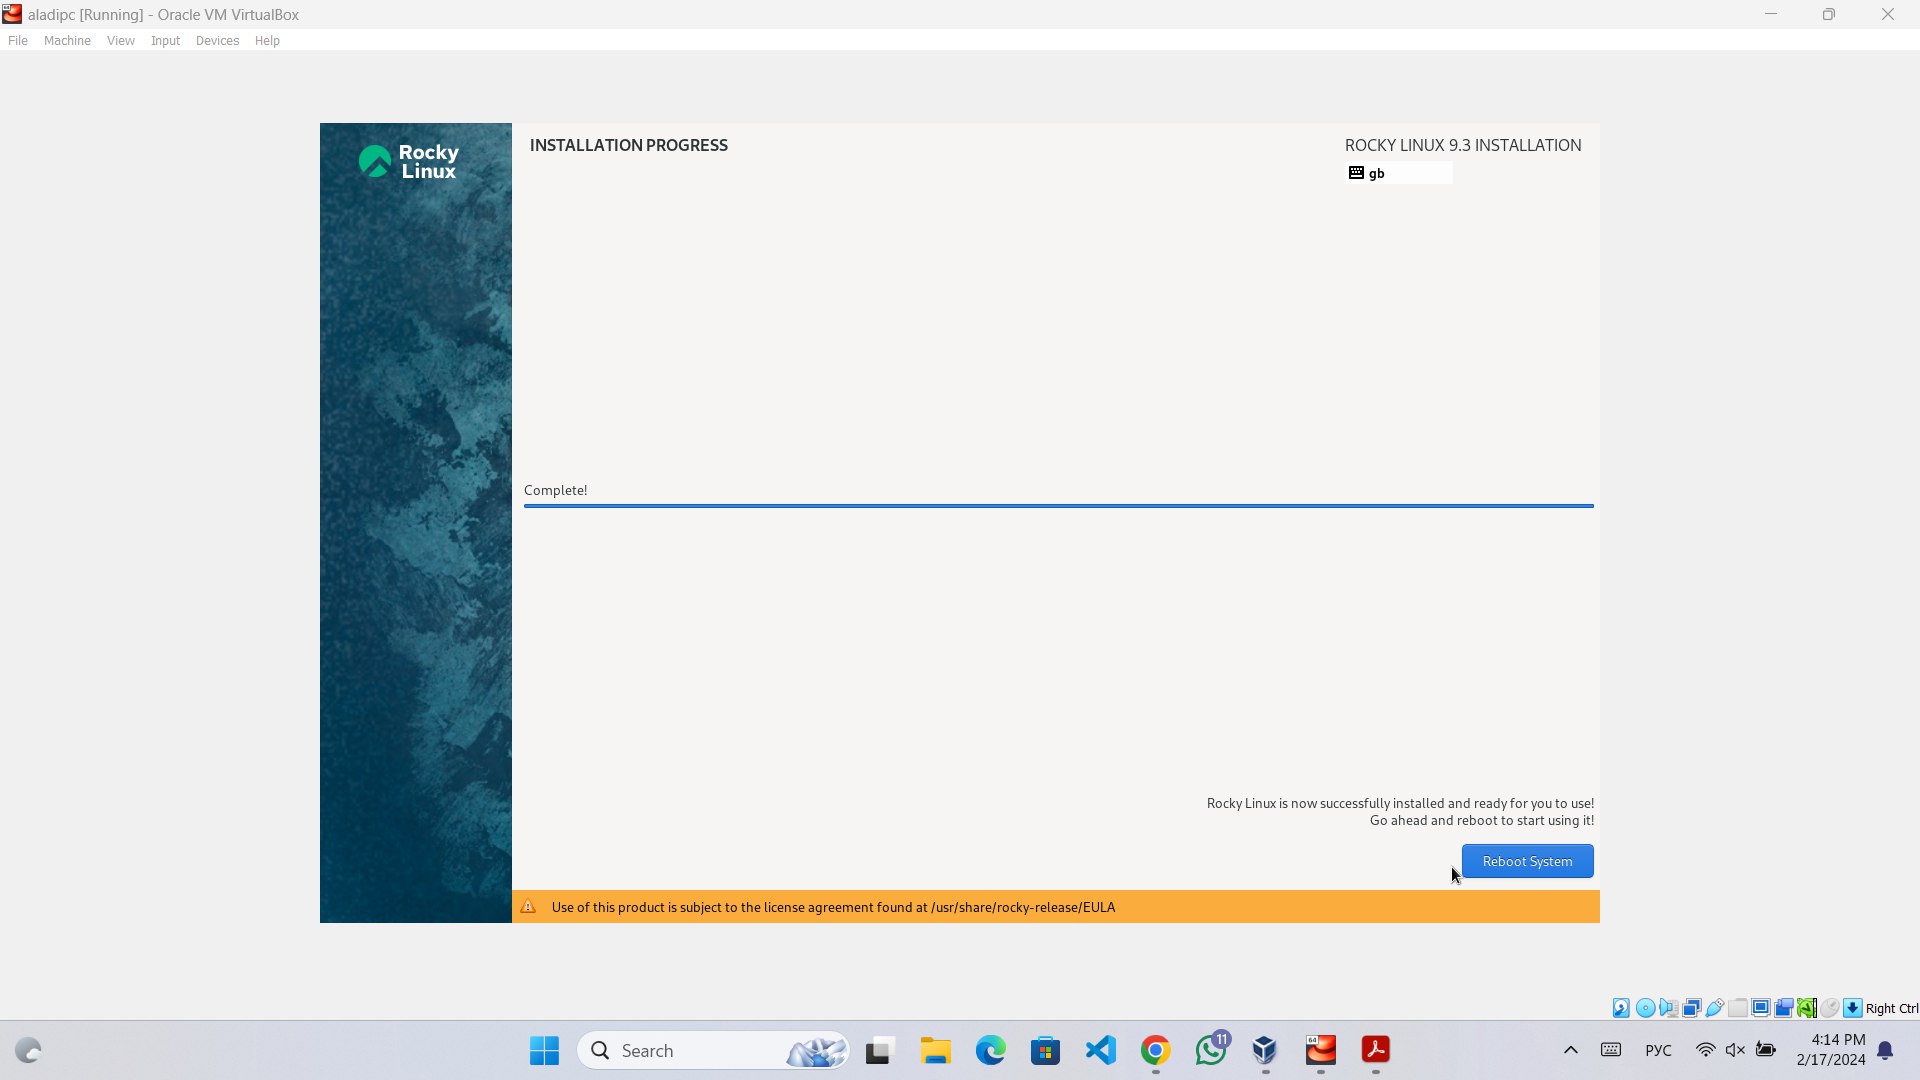 aladipc [Running] - Oracle VM VirtualBox
File Machine View Input Devices Help
Rocky
Linux
INSTALLATION PROGRESS
ROCKY LINUX 9.3 INSTALLATION
gb
Complete!
Rocky Linux is now successfully installed and ready for you to use!
Go ahead and reboot to start using it!
Reboot System
Use of this product is subject to the license agreement found at /usr/share/rocky-release/EULA
Right Ctrl
Search
11
64
РУС
4:14 PM
2/17/2024